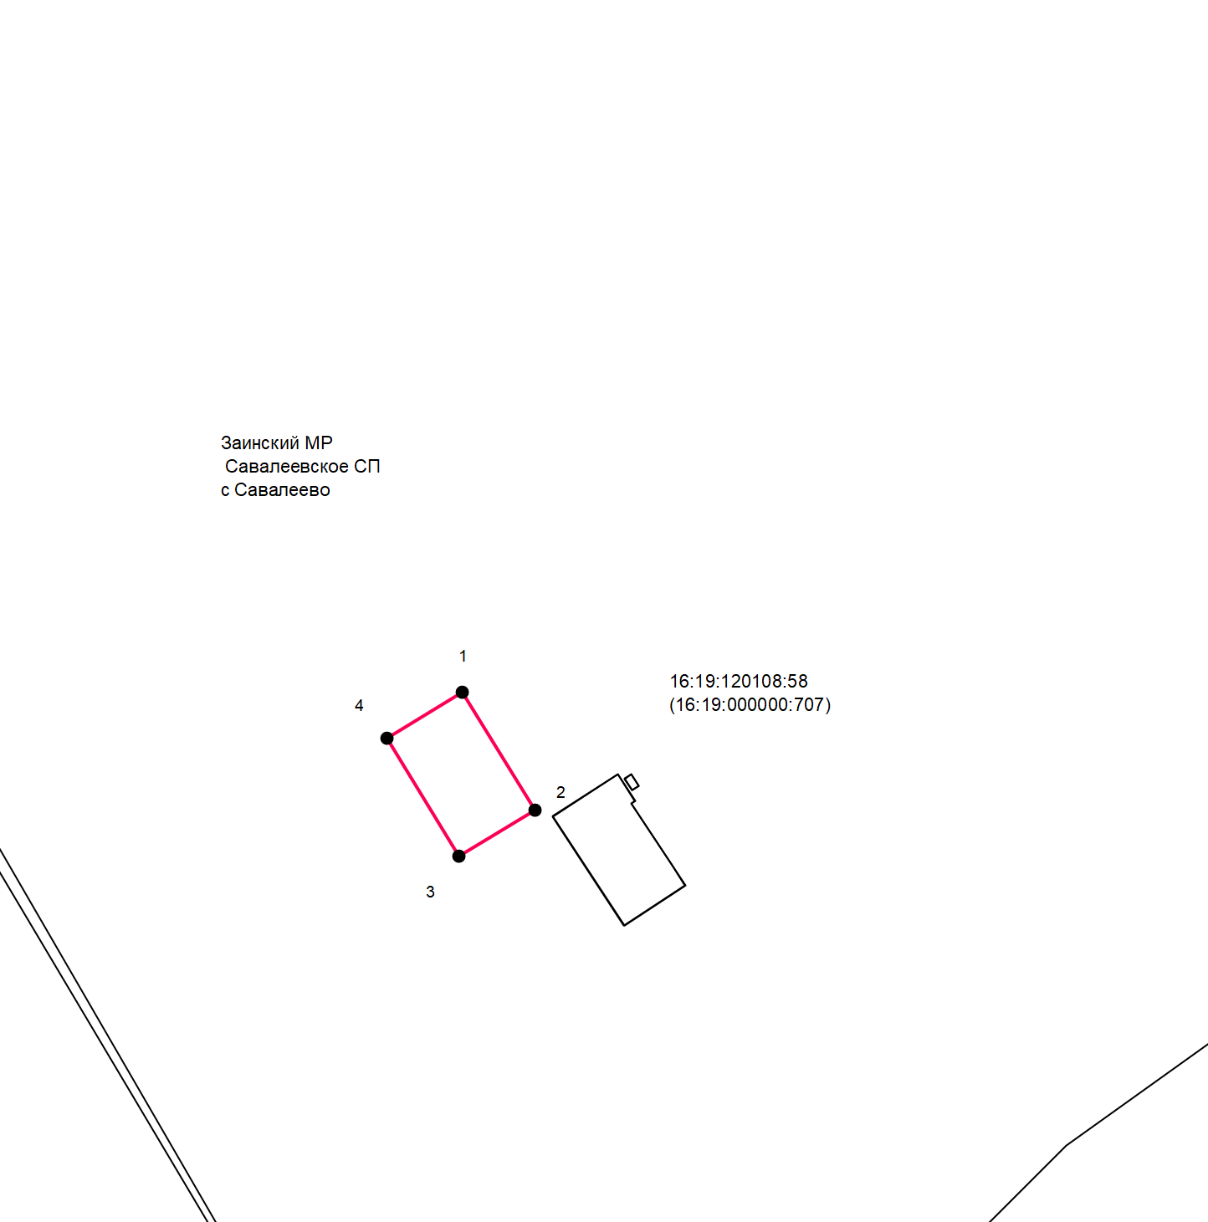 Заинский МР
Савалеевское СП
с Савалеево
1
16:19:120108:58
(16:19:000000:707)
4
2
3